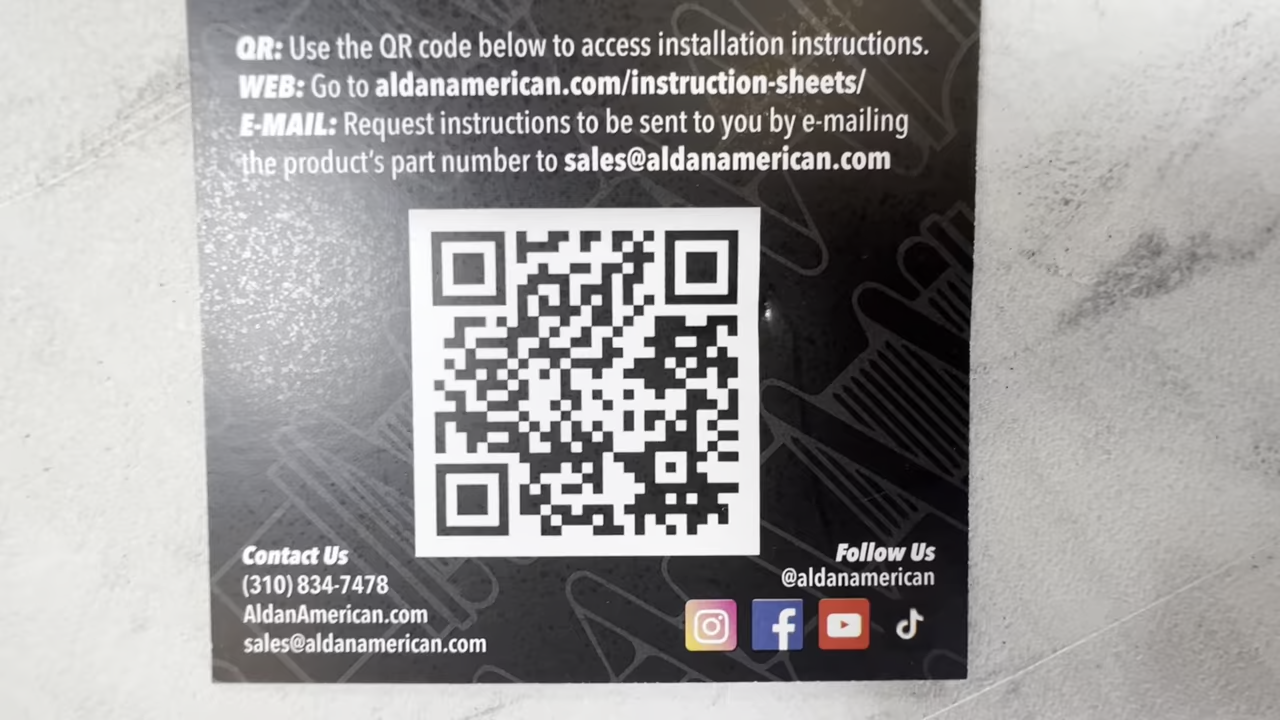 QR: Use the QR code below to access installation instructions.
WEB: Go to aldanamerican.com/instruction-sheets/
E-MAIL: Request instructions to be sent to you by e-mailing
the product's part number to sales@aldanamerican.com
Contact Us
(310) 834-7478
AldanAmerican.com
sales@aldanamerican.com
Follow Us
@aldanamerican